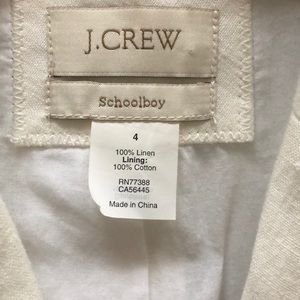 J.CREW
Schoolboy
4
100% Linen
Lining:
100% Cotton
RN77388
CA56445
Made in China